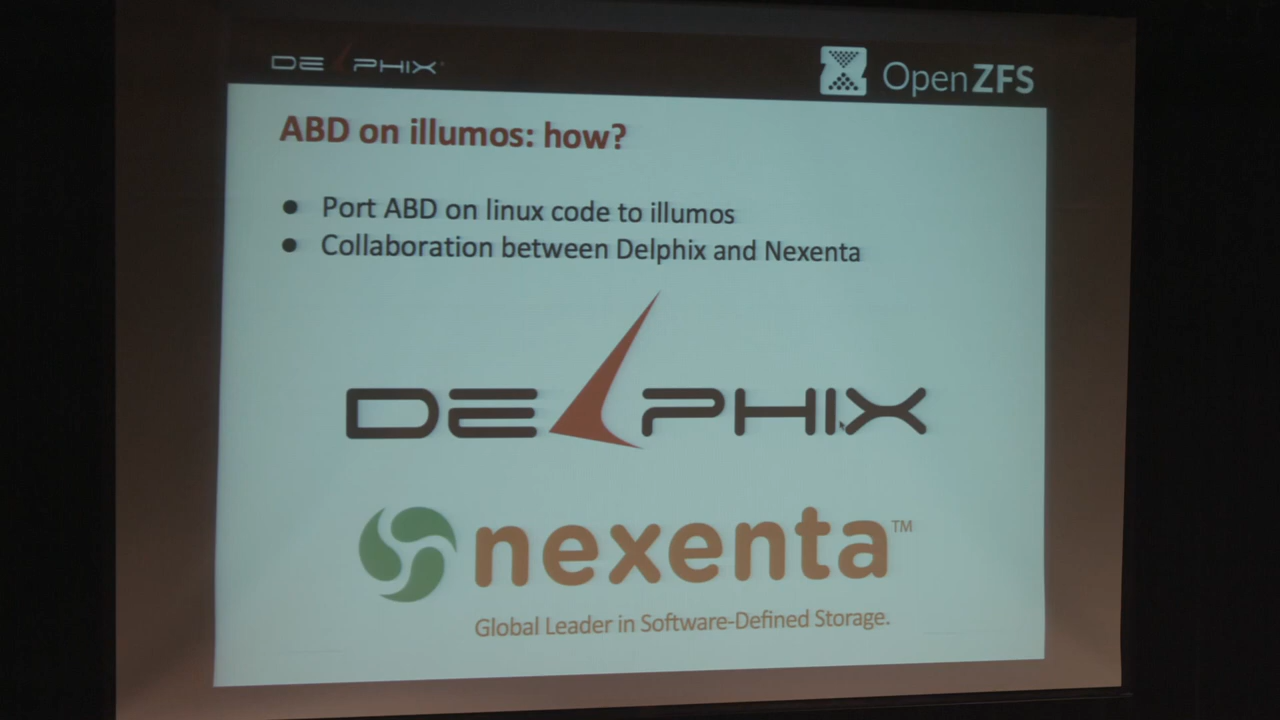 DELPHIX
OpenZFS
ABD on illumos: how?
● Port ABD on linux code to illumos
● Collaboration between Delphix and Nexenta
DELPHIX
nexenta™
Global Leader in Software-Defined Storage.